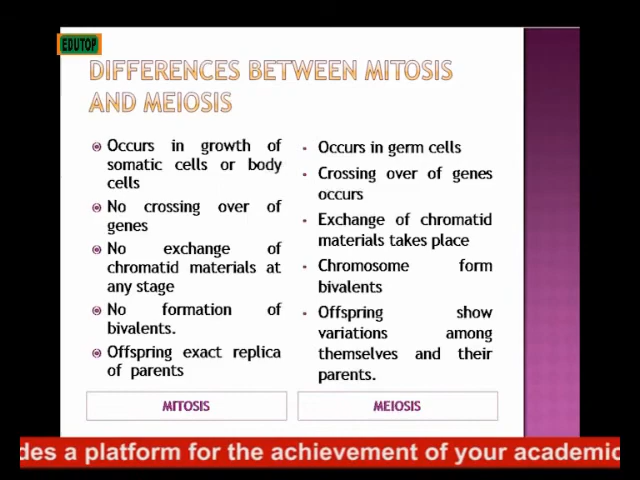 EDUTOP
DIFFERENCES BETWEEN MITOSIS
AND MEIOSIS
Occurs in growth of
somatic cells or body
cells
No crossing over of
genes
No exchange of
chromatid materials at
any stage
No formation of
bivalents.
Offspring exact replica
of parents
MITOSIS
Occurs in germ cells
Crossing over of genes
occurs
Exchange of chromatid
materials takes place
Chromosome form
bivalents
Offspring show
variations among
themselves and their
parents.
MEIOSIS
des a platform for the achievement of your academic